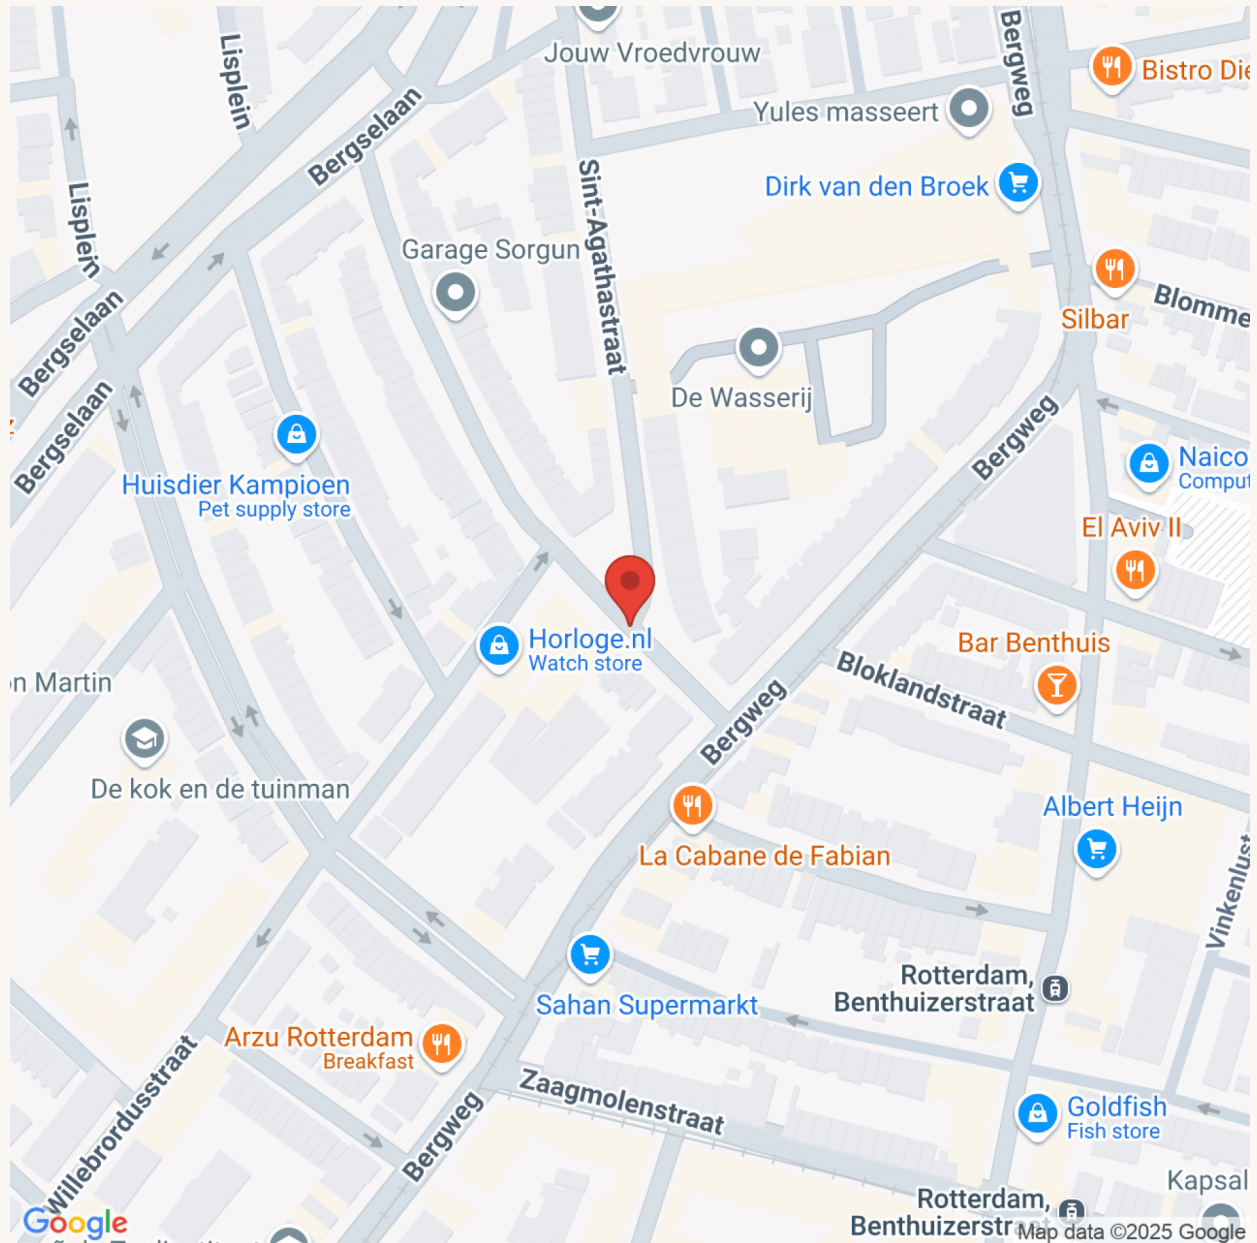 Jouw Vroedvrouw
Lisplein
Bergweg
Bistro Die
Bergselaan
Yules masseert
Dirk van den Broek
Sint-Agathastraat
Lisplein
Garage Sorgun
Silbar
Blomme
Bergselaan
De Wasserij
Bergselaan
Bergweg
Huisdier Kampioen
Pet supply store
Naico
Comput
El Aviv II
Horloge.nl
Watch store
Bar Benthuis
n Martin
Bloklandstraat
Bergweg
De kok en de tuinman
Albert Heijn
La Cabane de Fabian
Vinkenlust
Rotterdam,
Benthuizerstraat
Sahan Supermarkt
Arzu Rotterdam
Breakfast
Zaagmolenstraat
Goldfish
Fish store
Willebrordusstraat
Bergweg
Kapsal
Rotterdam,
Benthuizerstraat
Google
Map data ©2025 Google